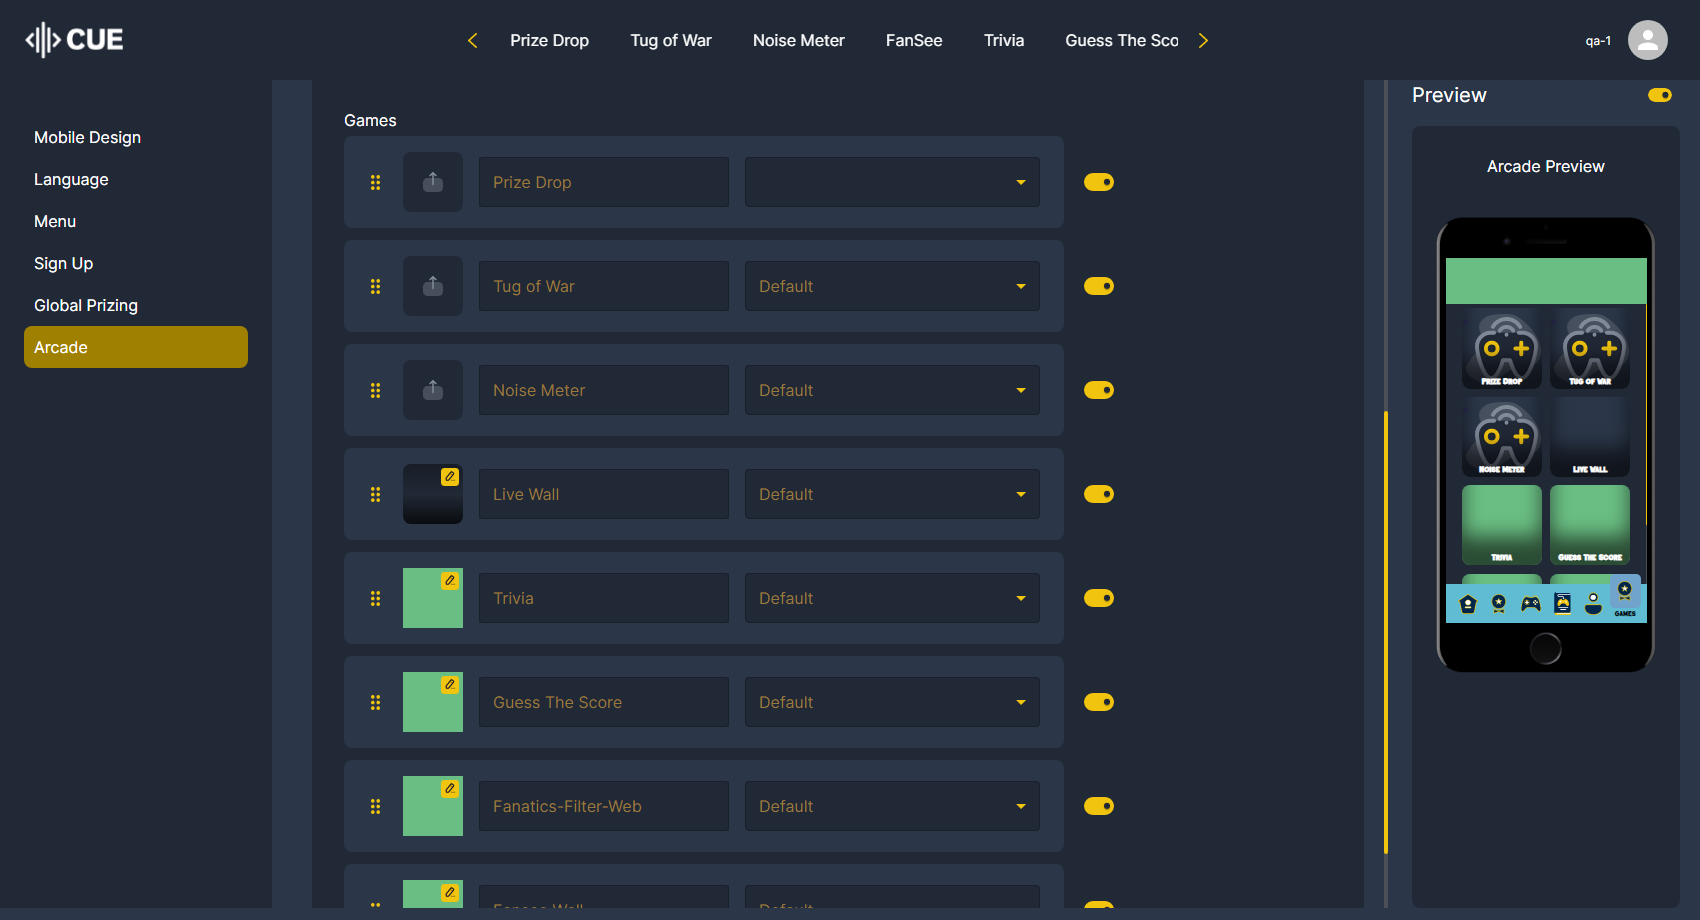 CUE
Prize Drop
Tug of War
Noise Meter
FanSee
Trivia
Guess The Sco
qa-1
Mobile Design
Language
Menu
Sign Up
Global Prizing
Arcade
Games
Prize Drop
Tug of War
Default
Noise Meter
Default
Live Wall
Default
Trivia
Default
Guess The Score
Default
Fanatics-Filter-Web
Default
Default
Preview
Arcade Preview
Prize Drop
Tug of War
Noise Meter
Live Wall
Trivia
Guess The Score
GAMES